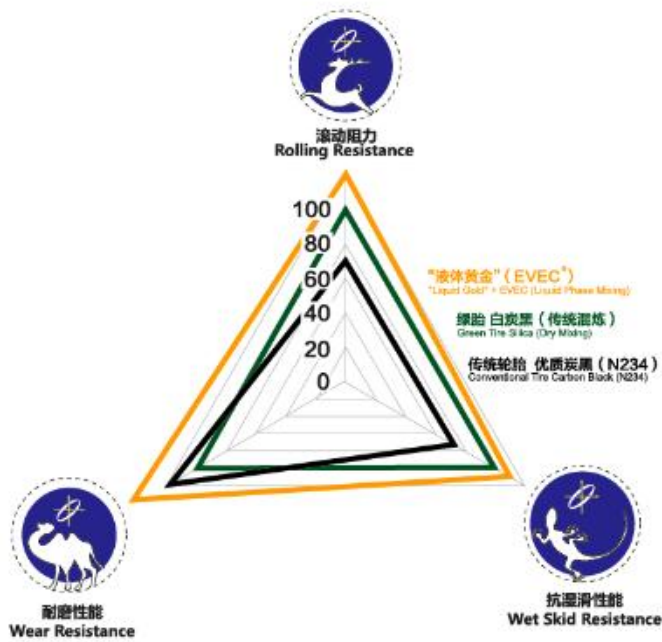 滚动阻力
Rolling Resistance
100
80
60
40
20
0
"液体黄金"（EVEC+）
"Liquid Gold" + EVEC (Liquid Phase Mixing)
绿胎 白炭黑（传统混炼）
Green Tire Silica (Dry Mixing)
传统轮胎 优质炭黑（N234）
Conventional Tire Carbon Black (N234)
耐磨性能
Wear Resistance
抗湿滑性能
Wet Skid Resistance